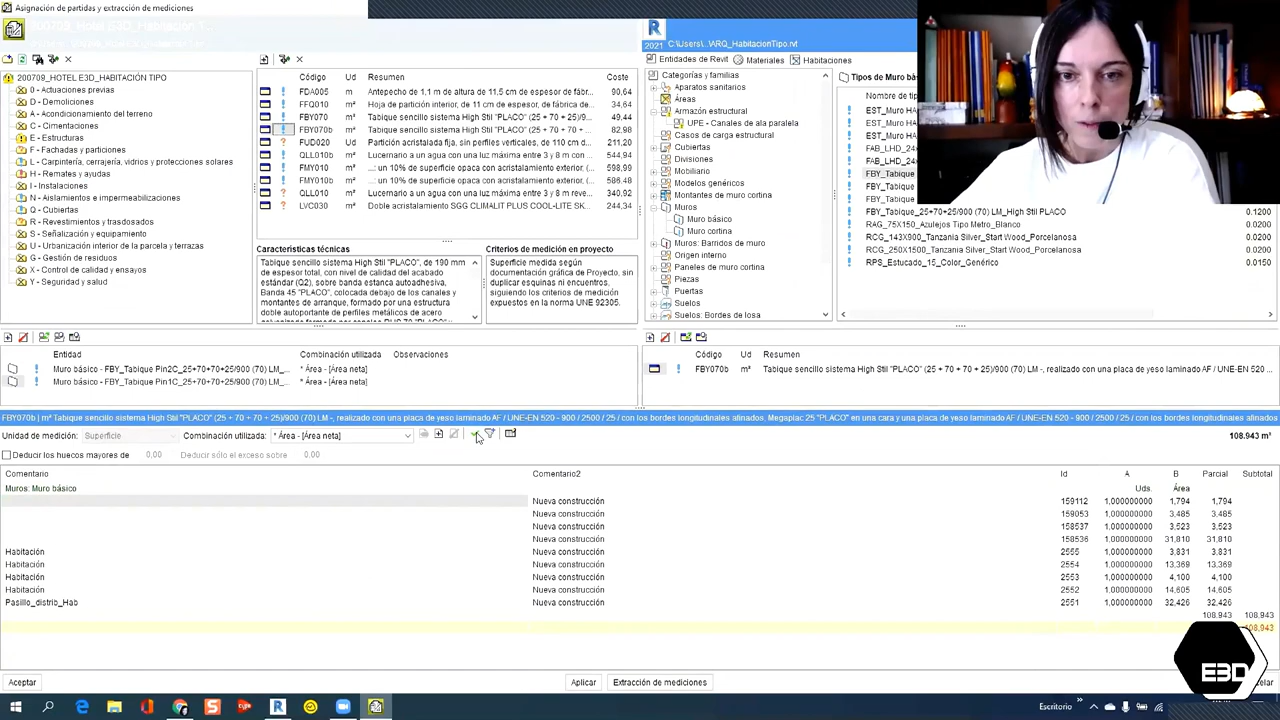 Asignación de partidas y extracción de mediciones
200709_Hotel E3D_Habitación T...
2021 C:\Users\...\ARQ_HabitacionTipo.rvt
Entidades de Revit Materiales Habitaciones
200709_HOTEL E3D_HABITACIÓN TIPO
0 - Actuaciones previas
D - Demoliciones
A - Acondicionamiento del terreno
C - Cimentaciones
E - Estructuras
F - Fachadas y particiones
L - Carpintería, cerrajería, vidrios y protecciones solares
H - Remates y ayudas
I - Instalaciones
N - Aislamientos e impermeabilizaciones
Q - Cubiertas
R - Revestimientos y trasdosados
S - Señalización y equipamiento
U - Urbanización interior de la parcela y terrazas
G - Gestión de residuos
X - Control de calidad y ensayos
Y - Seguridad y salud
Código Ud Resumen Coste
FDA005 m Antepecho de 1,1 m de altura de 11,5 cm de espesor, de fábrica de... 90,64
FFQ010 m² Hoja de partición interior, de 11 cm de espesor, de fábrica de... 34,64
FBY070 m² Tabique sencillo sistema High Stil "PLACO" (25 + 70 + 25)/9... 49,44
FBY070b m² Tabique sencillo sistema High Stil "PLACO" (25 + 70 + 70 + ... 82,98
FUD020 m² Partición acristalada fija, sin perfiles verticales, de 110 cm d... 211,20
QLL010b m² Lucernario a un agua con una luz máxima entre 3 y 8 m con ... 544,94
FMY010 m² ...: un 10% de superficie opaca con acristalamiento exterior, (... 598,99
FMY010b m² ...: un 10% de superficie opaca con acristalamiento exterior, (... 586,48
QLL010 m² Lucernario a un agua con una luz máxima entre 3 y 8 m reve... 340,92
LVC030 m² Doble acristalamiento SGG CLIMALIT PLUS COOL-LITE SK... 244,34
Características técnicas
Tabique sencillo sistema High Stil "PLACO", de 190 mm
de espesor total, con nivel de calidad del acabado
estándar (Q2), sobre banda estanca autoadhesiva,
Banda 45 "PLACO", colocada debajo de los canales y
montantes de arranque, formado por una estructura
doble autoportante de perfiles metálicos de acero
Criterios de medición en proyecto
Superficie medida según
documentación gráfica de Proyecto, sin
duplicar esquinas ni encuentros,
siguiendo los criterios de medición
expuestos en la norma UNE 92305.
Categorías y familias
Aparatos sanitarios
Áreas
Armazón estructural
UPE - Canales de ala paralela
Casos de carga estructural
Cubiertas
Divisiones
Mobiliario
Modelos genéricos
Montantes de muro cortina
Muros
Muro básico
Muro cortina
Muros: Barridos de muro
Origen interno
Paneles de muro cortina
Piezas
Puertas
Suelos
Suelos: Bordes de losa
Tipos de Muro bás
Nombre de tip
EST_Muro HA
EST_Muro HA
EST_Muro HA
FAB_LHD_24x
FAB_LHD_24x
FBY_Tabique
FBY_Tabique
FBY_Tabique
FBY_Tabique_25+70+25/900 (70) LM_High Stil PLACO 0.1200
RAG_75X150_Azulejos Tipo Metro_Blanco
RCG_143X900_Tanzania Silver_Start Wood_Porcelanosa
RCG_250X1500_Tanzania Silver_Start Wood_Porcelanosa
RPS_Estucado_15_Color_Genérico 0.0150
Entidad Combinación utilizada Observaciones
Muro básico - FBY_Tabique Pin2C_25+70+70+25/900 (70) LM_... * Área - [Área neta]
Muro básico - FBY_Tabique Pin1C_25+70+70+25/900 (70) LM_... * Área - [Área neta]
Código Ud Resumen
FBY070b m² Tabique sencillo sistema High Stil "PLACO" (25 + 70 + 70 + 25)/900 (70) LM -, realizado con una placa de yeso laminado AF / UNE-EN 520 ...
FBY070b | m² Tabique sencillo sistema High Stil "PLACO" (25 + 70 + 70 + 25)/900 (70) LM -, realizado con una placa de yeso laminado AF / UNE-EN 520 - 900 / 2500 / 25 / con los bordes longitudinales afinados, Megaplac 25 "PLACO" en una cara y una placa de yeso laminado AF / UNE-EN 520 - 900 / 2500 / 25 / con los bordes longitudinales afinados.
Unidad de medición: Superficie Combinación utilizada: * Área - [Área neta] 108.943 m²
Deducir los huecos mayores de 0,00 Deducir sólo el exceso sobre 0,00
Comentario Comentario2 Id A B Parcial Subtotal
Muros: Muro básico Uds. Área
Nueva construcción 159112 1,000000000 1,794 1,794
Nueva construcción 159053 1,000000000 3,485 3,485
Nueva construcción 158537 1,000000000 3,523 3,523
Nueva construcción 158536 1,000000000 31,810 31,810
Habitación Nueva construcción 2555 1,000000000 3,831 3,831
Habitación Nueva construcción 2554 1,000000000 13,369 13,369
Habitación Nueva construcción 2553 1,000000000 4,100 4,100
Habitación Nueva construcción 2552 1,000000000 14,605 14,605
Pasillo_distrib_Hab Nueva construcción 2551 1,000000000 32,426 32,426
108,943 108,943
108,943
Aceptar Aplicar Extracción de mediciones
E3D
Escritorio